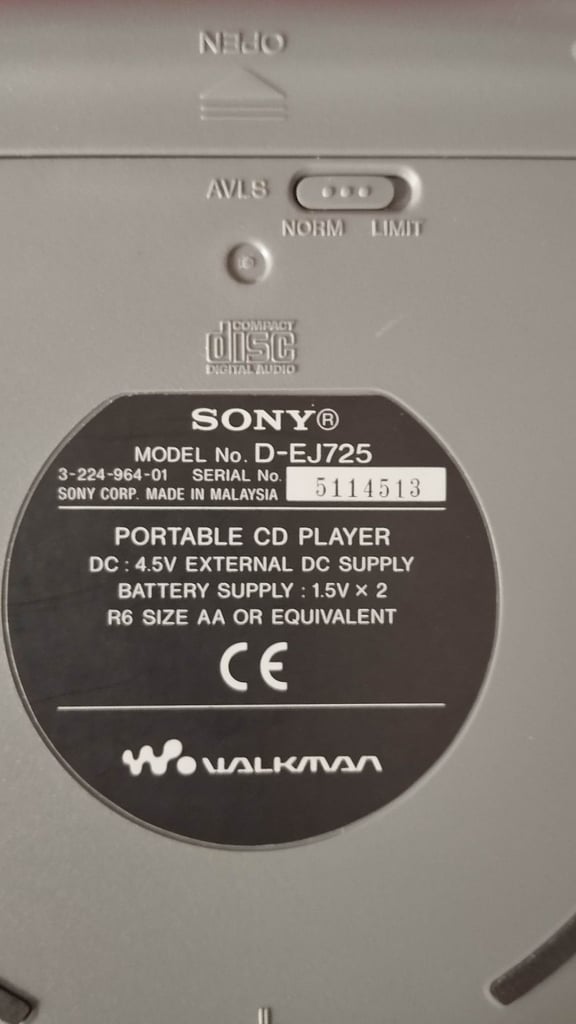 OPEN
AVLS
NORM LIMIT
COMPACT
disc
DIGITAL AUDIO
SONY®
MODEL No. D-EJ725
3-224-964-01 SERIAL No. 5114513
SONY CORP. MADE IN MALAYSIA
PORTABLE CD PLAYER
DC : 4.5V EXTERNAL DC SUPPLY
BATTERY SUPPLY : 1.5V × 2
R6 SIZE AA OR EQUIVALENT
CE
WALKMAN